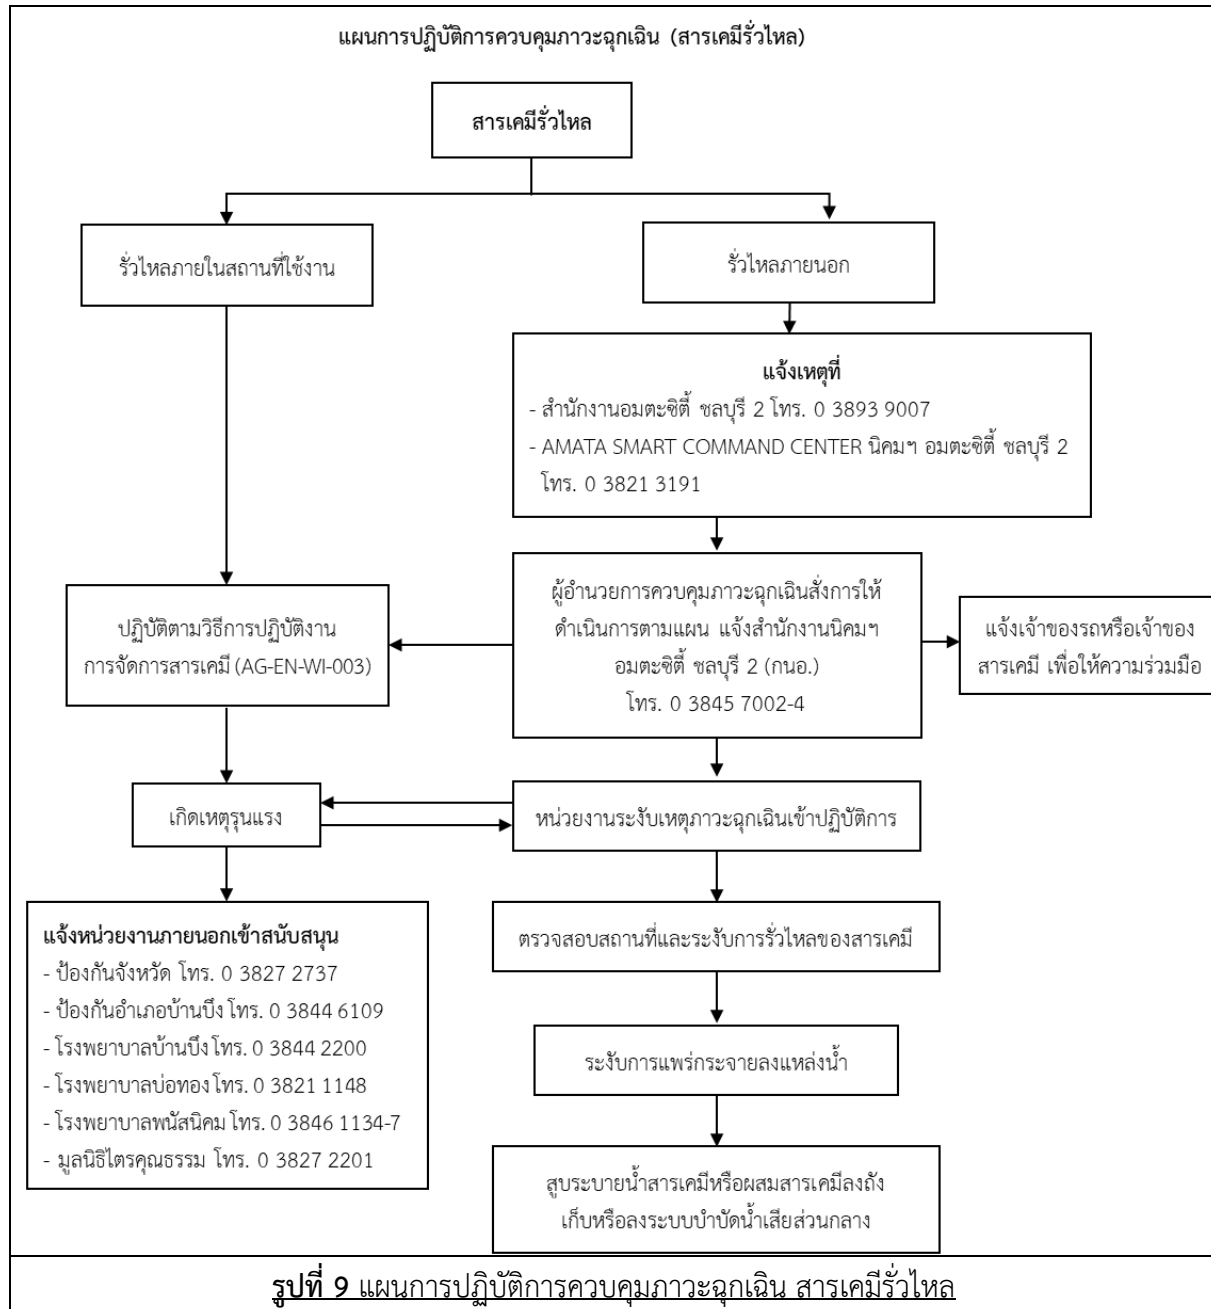 แผนการปฏิบัติการควบคุมภาวะฉุกเฉิน (สารเคมีรั่วไหล)
สารเคมีรั่วไหล
รั่วไหลภายในสถานที่ใช้งาน
รั่วไหลภายนอก
แจ้งเหตุที่
- สำนักงานอมตะซิตี้ ชลบุรี 2 โทร. 0 3893 9007
- AMATA SMART COMMAND CENTER นิคมฯ อมตะซิตี้ ชลบุรี 2
โทร. 0 3821 3191
ปฏิบัติตามวิธีการปฏิบัติงาน
การจัดการสารเคมี (AG-EN-WI-003)
ผู้อำนวยการควบคุมภาวะฉุกเฉินสั่งการให้
ดำเนินการตามแผน แจ้งสำนักงานนิคมฯ
อมตะซิตี้ ชลบุรี 2 (กนอ.)
โทร. 0 3845 7002-4
แจ้งเจ้าของรถหรือเจ้าของ
สารเคมี เพื่อให้ความร่วมมือ
เกิดเหตุรุนแรง
หน่วยงานระงับเหตุภาวะฉุกเฉินเข้าปฏิบัติการ
แจ้งหน่วยงานภายนอกเข้าสนับสนุน
- ป้องกันจังหวัด โทร. 0 3827 2737
- ป้องกันอำเภอบ้านบึง โทร. 0 3844 6109
- โรงพยาบาลบ้านบึง โทร. 0 3844 2200
- โรงพยาบาลบ่อทอง โทร. 0 3821 1148
- โรงพยาบาลพนัสนิคม โทร. 0 3846 1134-7
- มูลนิธิไตรคุณธรรม โทร. 0 3827 2201
ตรวจสอบสถานที่และระงับการรั่วไหลของสารเคมี
ระงับการแพร่กระจายลงแหล่งน้ำ
สูบระบายน้ำสารเคมีหรือผสมสารเคมีลงถัง
เก็บหรือลงระบบบำบัดน้ำเสียส่วนกลาง
รูปที่ 9 แผนการปฏิบัติการควบคุมภาวะฉุกเฉิน สารเคมีรั่วไหล